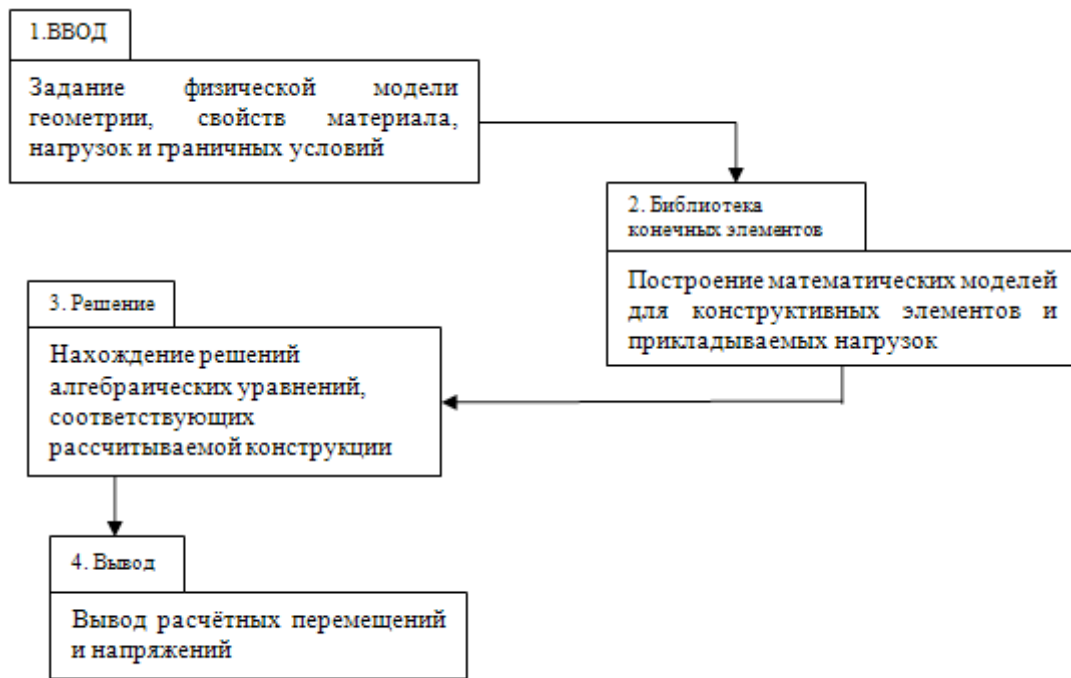 1.ВВОД
Задание физической модели
геометрии, свойств материала,
нагрузок и граничных условий
2. Библиотека
конечных элементов
Построение математических моделей
для конструктивных элементов и
прикладываемых нагрузок
3. Решение
Нахождение решений
алгебраических уравнений,
соответствующих
рассчитываемой конструкции
4. Вывод
Вывод расчётных перемещений
и напряжений